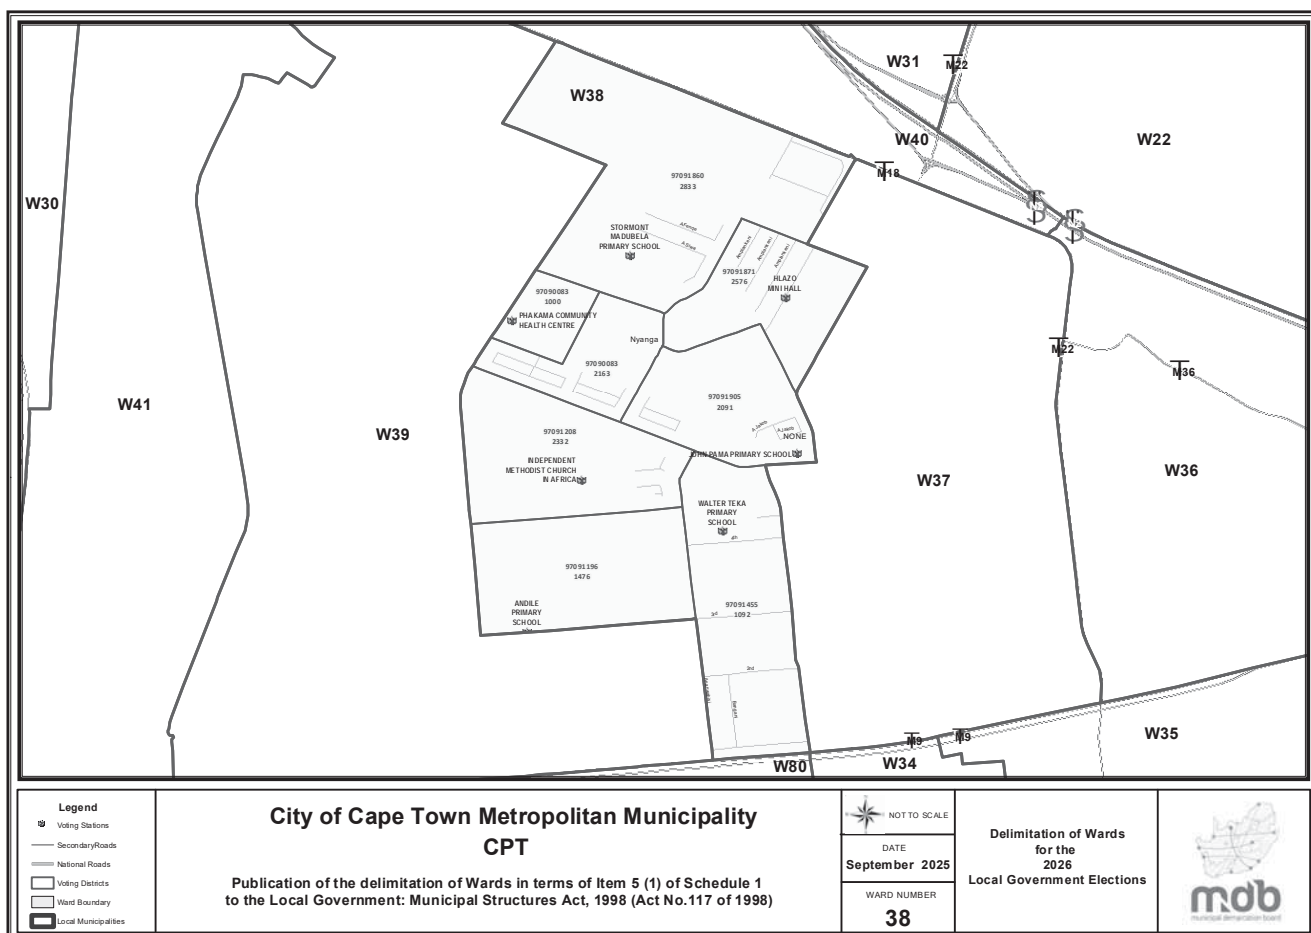 W31
M22
W38
W40
W22
M18
W30
97091860
2833
STORMONT
MADUBELA
PRIMARY SCHOOL
97091871
2576
HLAZO
MINI HALL
97090083
1000
PHAKAMA COMMUNITY
HEALTH CENTRE
Nyanga
M22
M36
97090083
2163
W41
W39
97091905
2091
NONE
JOHN PAMA PRIMARY SCHOOL
97091208
2332
INDEPENDENT
METHODIST CHURCH
IN AFRICA
W37
W36
WALTER TEKA
PRIMARY
SCHOOL
4th
97091196
1476
ANDILE
PRIMARY
SCHOOL
97091455
1092
3rd
2nd
M9
M9
W35
W80
W34
Legend
Voting Stations
SecondaryRoads
National Roads
Voting Districts
Ward Boundary
Local Municipalities
City of Cape Town Metropolitan Municipality
CPT
Publication of the delimitation of Wards in terms of Item 5 (1) of Schedule 1
to the Local Government: Municipal Structures Act, 1998 (Act No.117 of 1998)
NOT TO SCALE
DATE
September 2025
WARD NUMBER
38
Delimitation of Wards
for the
2026
Local Government Elections
mdb
municipal demarcation board